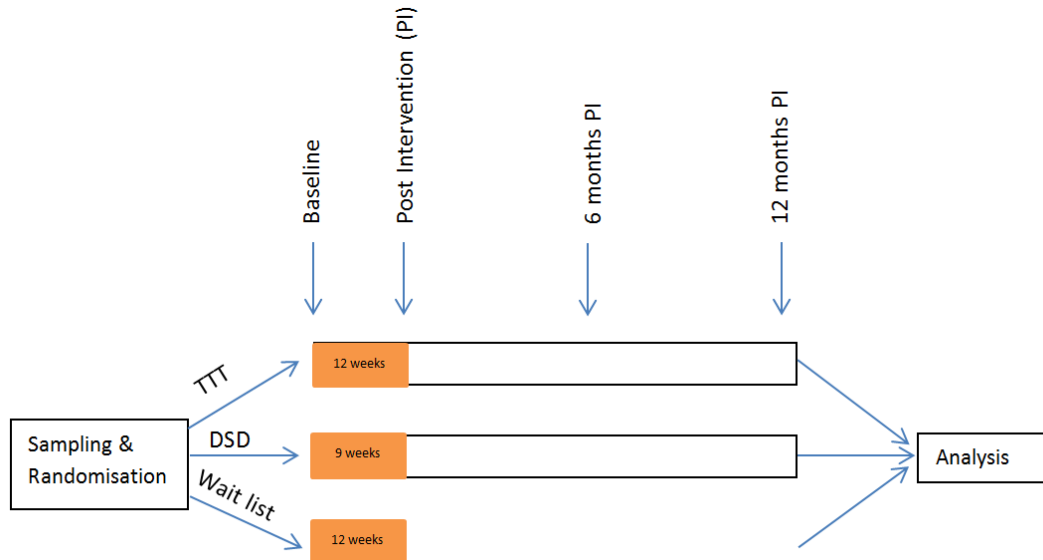 Baseline
Post Intervention (PI)
6 months PI
12 months PI
TTT
12 weeks
Sampling &
Randomisation
DSD
9 weeks
Analysis
Wait list
12 weeks